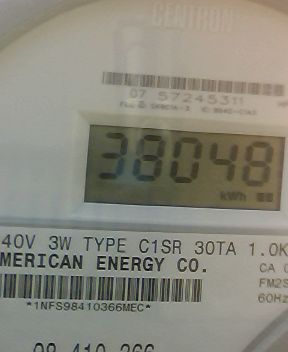 CENTRON
07 57245311
38048
kWh
40V 3W TYPE C1SR 30TA 1.0K
MERICAN ENERGY CO.
CA 0
FM2S
60Hz
*1NFS98410366MEC*